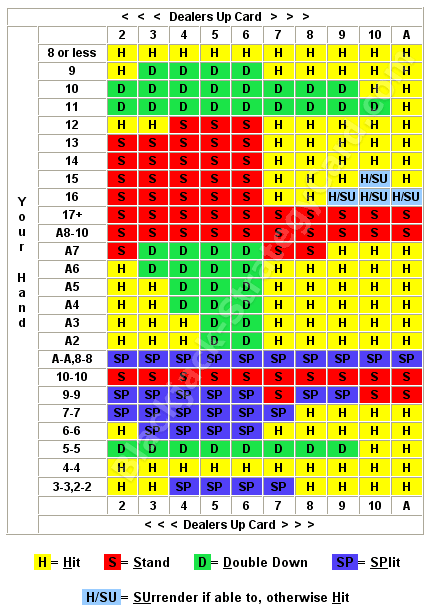 < < < Dealers Up Card > > >
2 3 4 5 6 7 8 9 10 A
Your Hand
8 or less H H H H H H H H H H
9 H D D D D H H H H H
10 D D D D D D D D H H
11 D D D D D D D D D H
12 H H S S S H H H H H
13 S S S S S H H H H H
14 S S S S S H H H H H
15 S S S S S H H H H/SU H
16 S S S S S H H H/SU H/SU H/SU
17+ S S S S S S S S S S
A8-10 S S S S S S S S S S
A7 S D D D D S S H H H
A6 H D D D D H H H H H
A5 H H D D D H H H H H
A4 H H D D D H H H H H
A3 H H H D D H H H H H
A2 H H H D D H H H H H
A-A,8-8 SP SP SP SP SP SP SP SP SP SP
10-10 S S S S S S S S S S
9-9 SP SP SP SP SP S SP SP S S
7-7 SP SP SP SP SP SP H H H H
6-6 H SP SP SP SP H H H H H
5-5 D D D D D D D D H H
4-4 H H H H H H H H H H
3-3,2-2 H H SP SP SP SP H H H H
2 3 4 5 6 7 8 9 10 A
< < < Dealers Up Card > > >
H = Hit S = Stand D = Double Down SP = SPlit
H/SU = SUrrender if able to, otherwise Hit